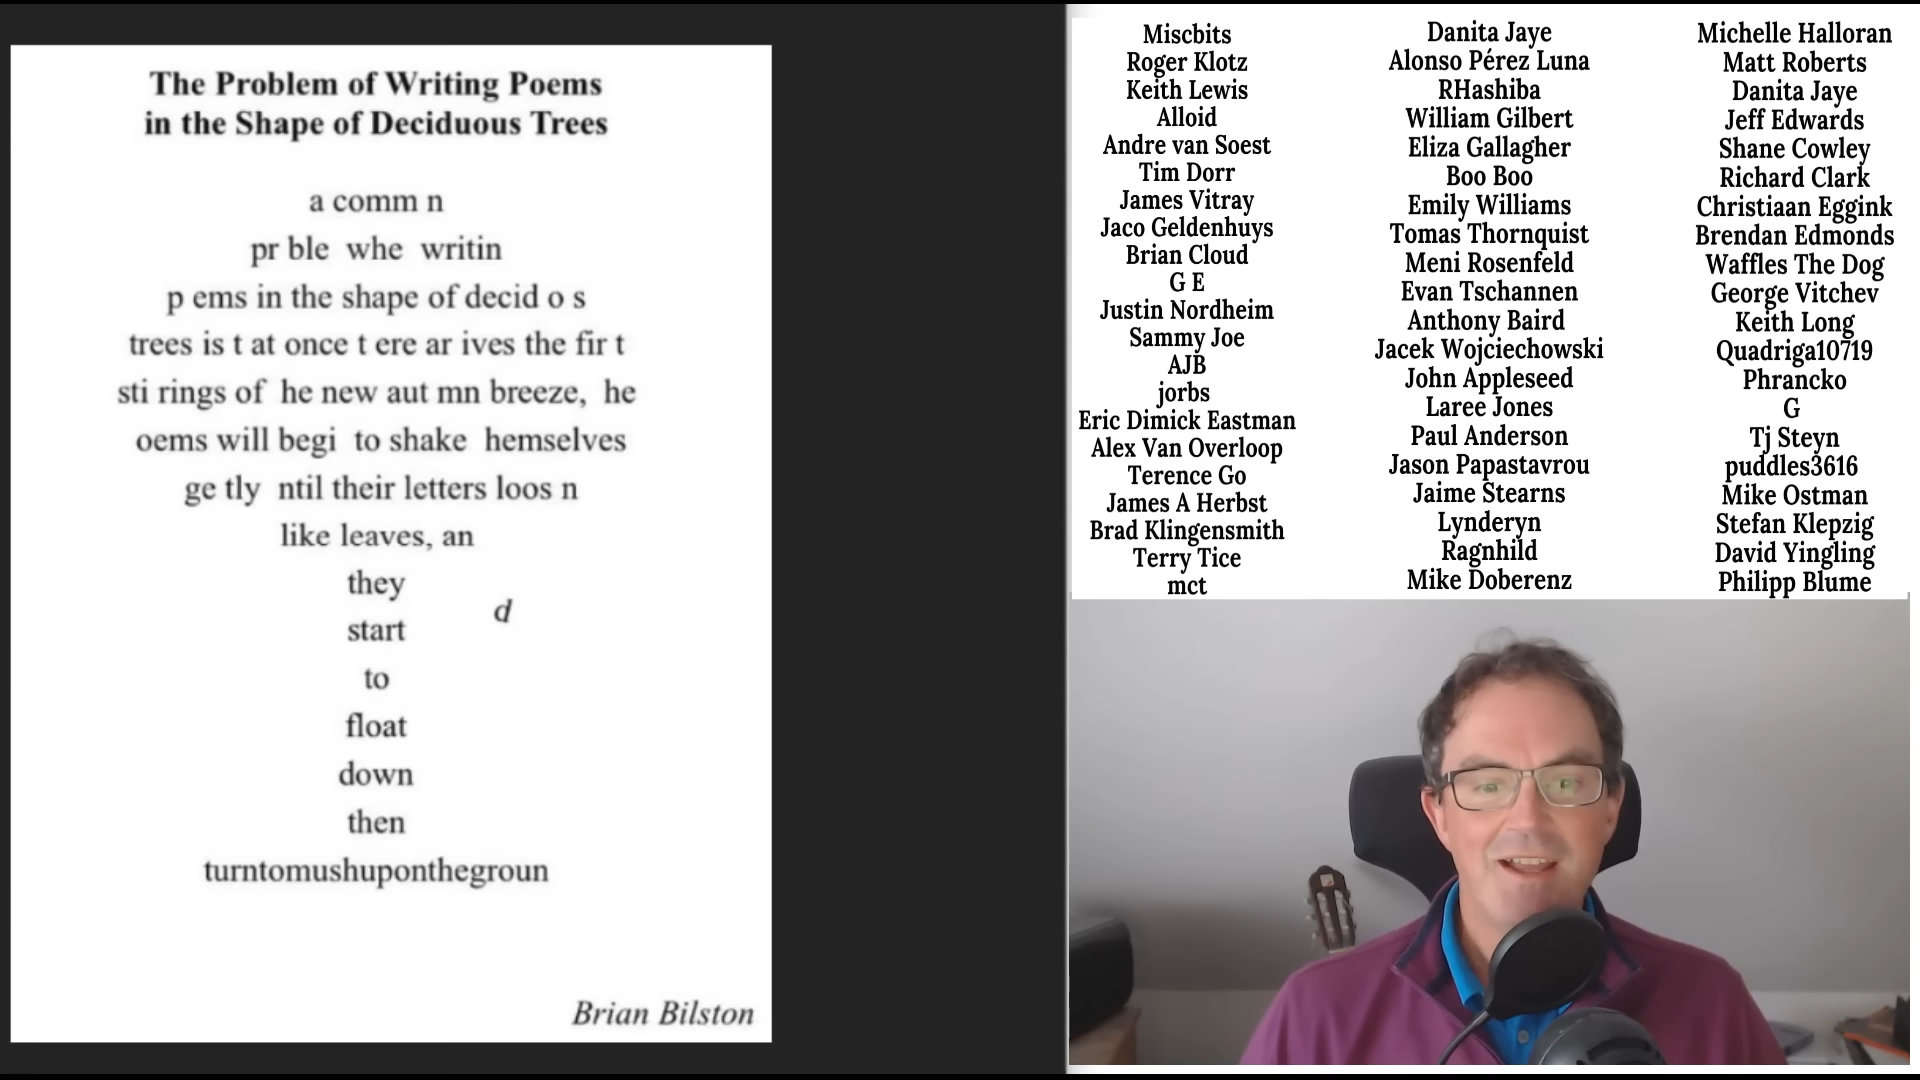 The Problem of Writing Poems
in the Shape of Deciduous Trees
a comm n
pr ble  whe  writin
p ems in the shape of decid o s
trees is t at once t ere ar ives the fir t
sti rings of  he new aut mn breeze,  he
oems will begi  to shake  hemselves
ge tly  ntil their letters loos n
like leaves, an
they
d
start
to
float
down
then
turntomushuponthegroun
Brian Bilston
Miscbits
Roger Klotz
Keith Lewis
Alloid
Andre van Soest
Tim Dorr
James Vitray
Jaco Geldenhuys
Brian Cloud
G E
Justin Nordheim
Sammy Joe
AJB
jorbs
Eric Dimick Eastman
Alex Van Overloop
Terence Go
James A Herbst
Brad Klingensmith
Terry Tice
mct
Danita Jaye
Alonso Pérez Luna
RHashiba
William Gilbert
Eliza Gallagher
Boo Boo
Emily Williams
Tomas Thornquist
Meni Rosenfeld
Evan Tschannen
Anthony Baird
Jacek Wojciechowski
John Appleseed
Laree Jones
Paul Anderson
Jason Papastavrou
Jaime Stearns
Lynderyn
Ragnhild
Mike Doberenz
Michelle Halloran
Matt Roberts
Danita Jaye
Jeff Edwards
Shane Cowley
Richard Clark
Christiaan Eggink
Brendan Edmonds
Waffles The Dog
George Vitchev
Keith Long
Quadriga10719
Phrancko
G
Tj Steyn
puddles3616
Mike Ostman
Stefan Klepzig
David Yingling
Philipp Blume